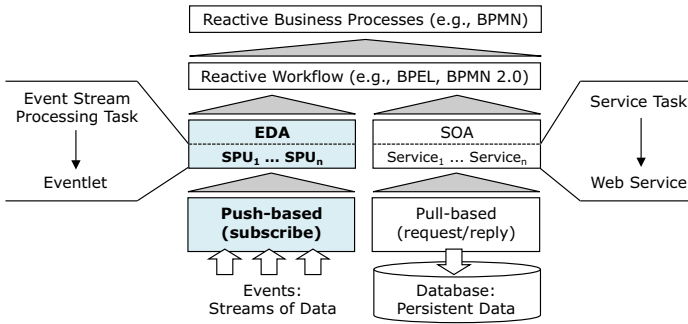 Reactive Business Processes (e.g., BPMN)
Reactive Workflow (e.g., BPEL, BPMN 2.0)
Event Stream
Processing Task
Eventlet
EDA
SPU1 ... SPUn
SOA
Service1 ... Servicen
Service Task
Web Service
Push-based
(subscribe)
Pull-based
(request/reply)
Events:
Streams of Data
Database:
Persistent Data